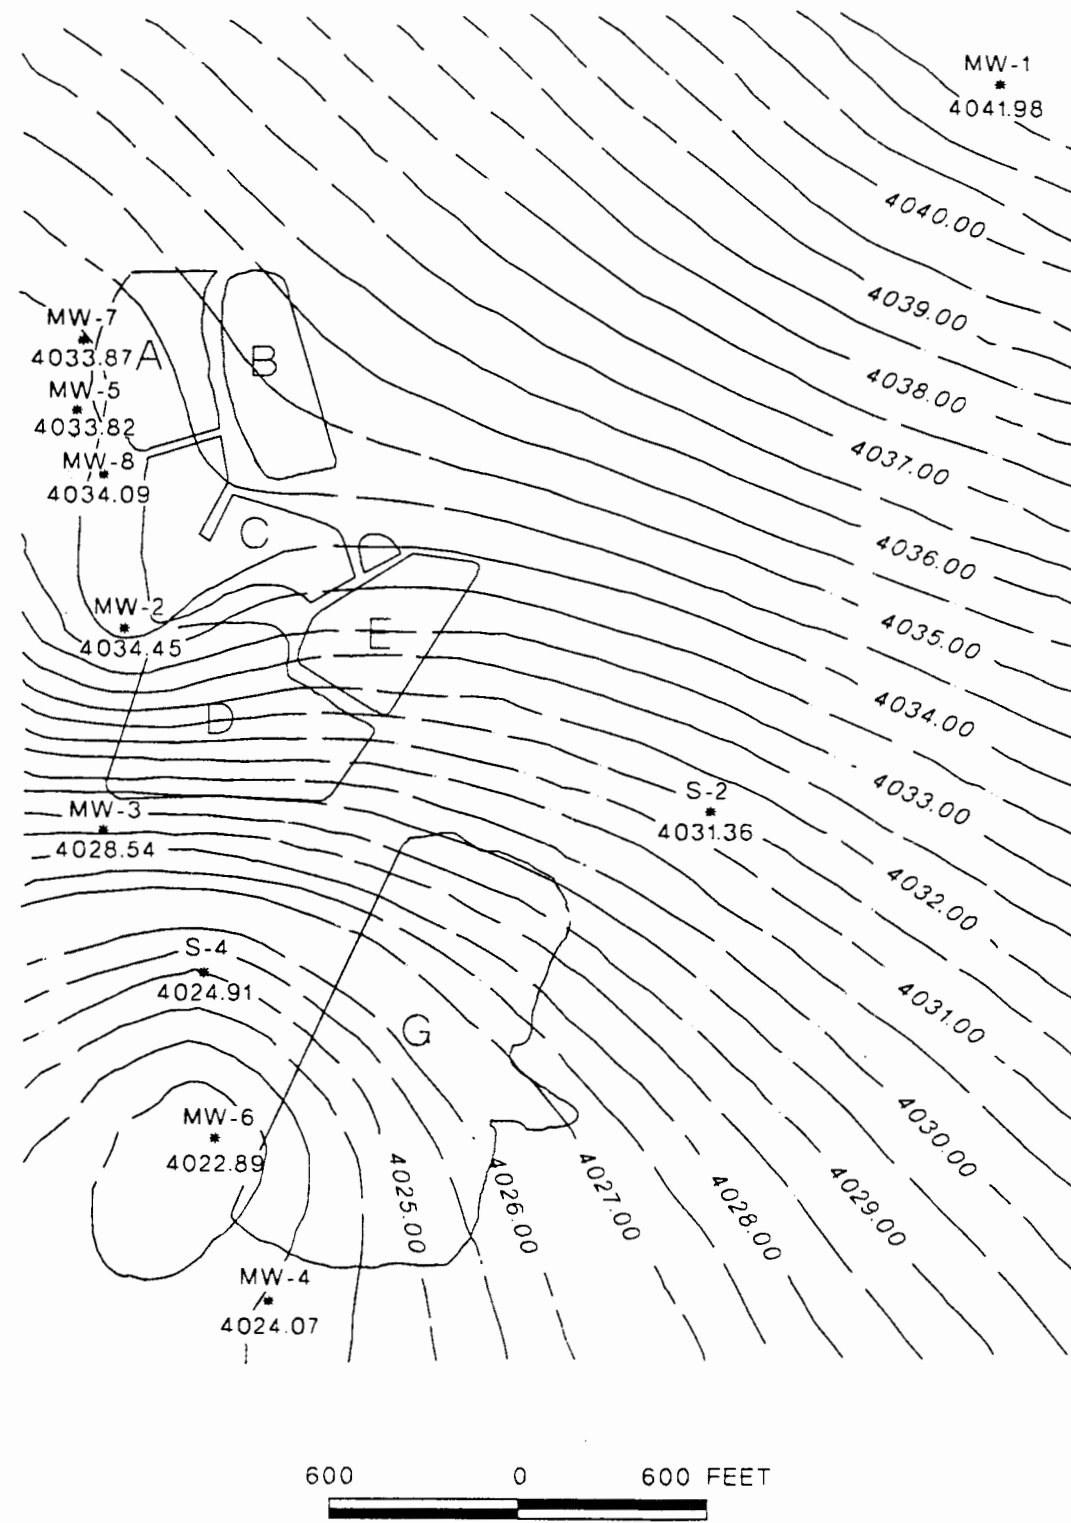 MW-1
4041.98
4040.00
4039.00
MW-7
4033.87
A
B
MW-5
4033.82
4038.00
MW-8
4034.09
4037.00
C
4036.00
MW-2
4034.45
E
4035.00
D
4034.00
S-2
4031.36
4033.00
MW-3
4028.54
4032.00
S-4
4024.91
G
4031.00
MW-6
4022.89
4030.00
4025.00
4026.00
4027.00
4028.00
4029.00
MW-4
4024.07
600 0 600 FEET